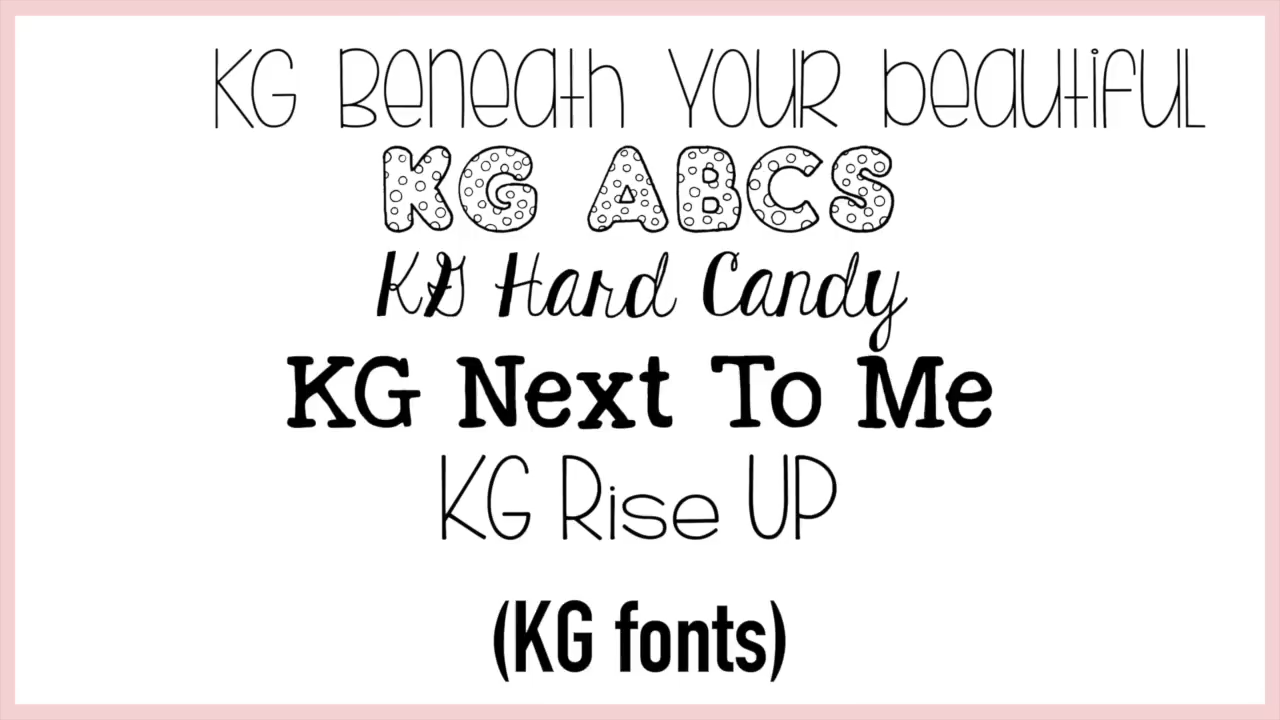 KG Beneath Your beautiful
KG ABCS
KG Hard Candy
KG Next To Me
KG Rise UP
(KG fonts)